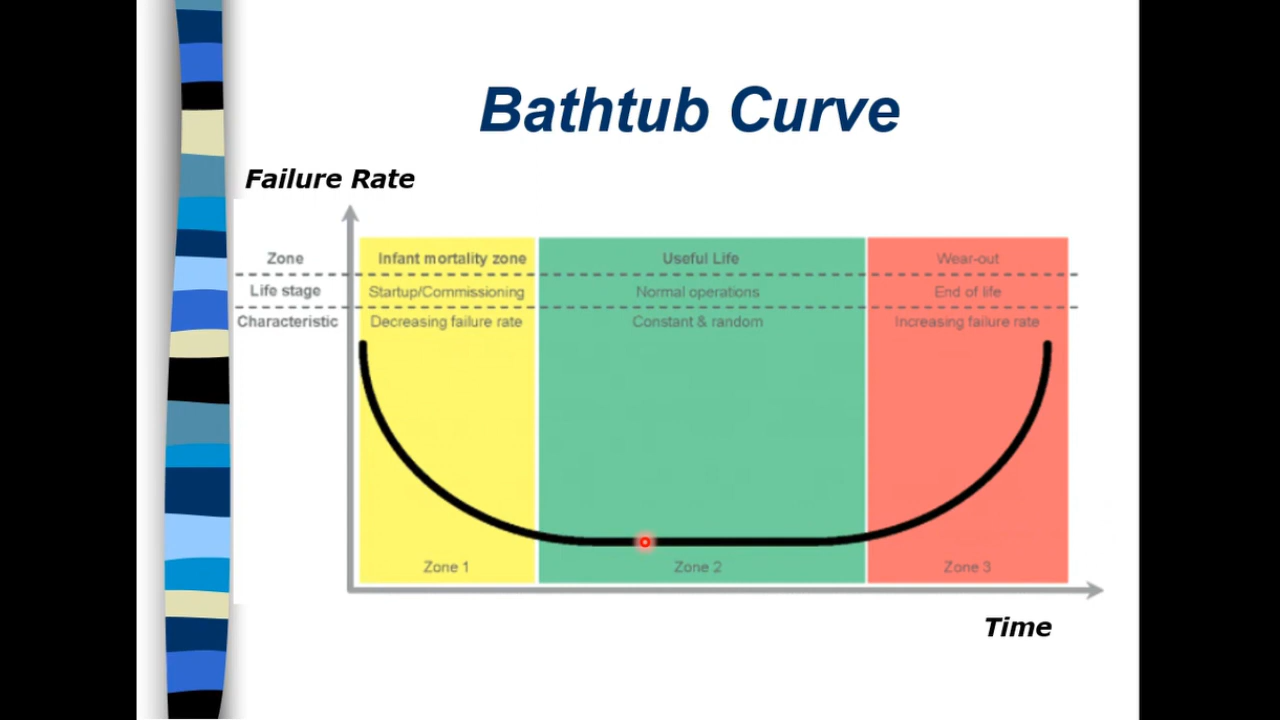 Bathtub Curve
Failure Rate
Zone Infant mortality zone Useful Life Wear-out
Life stage Startup/Commissioning Normal operations End of life
Characteristic Decreasing failure rate Constant & random Increasing failure rate
Zone 1 Zone 2 Zone 3
Time